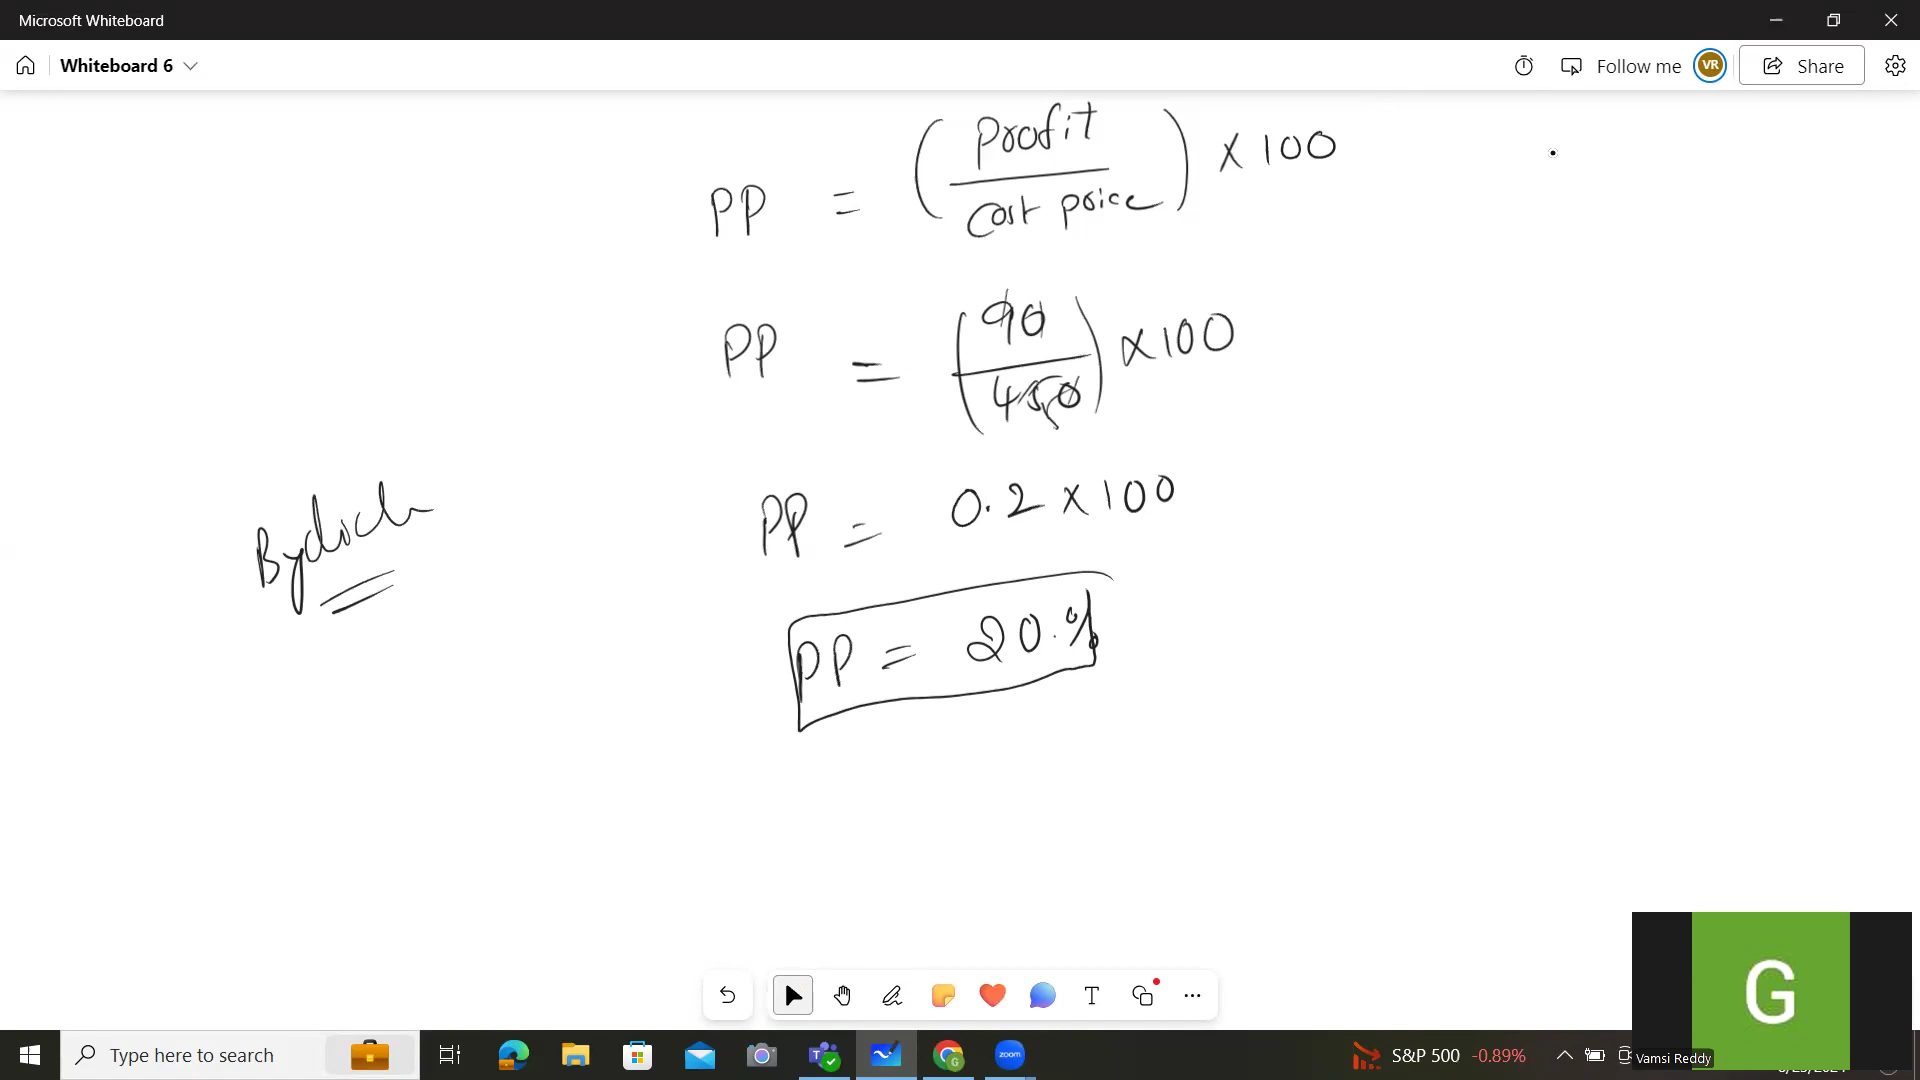 Microsoft Whiteboard
Whiteboard 6
Follow me
VR
Share
PP = (Profit / Cost price) × 100
PP = (90 / 450) × 100
PP = 0.2 × 100
PP = 20%
G
Vamsi Reddy
Type here to search
zoom
S&P 500 -0.89%